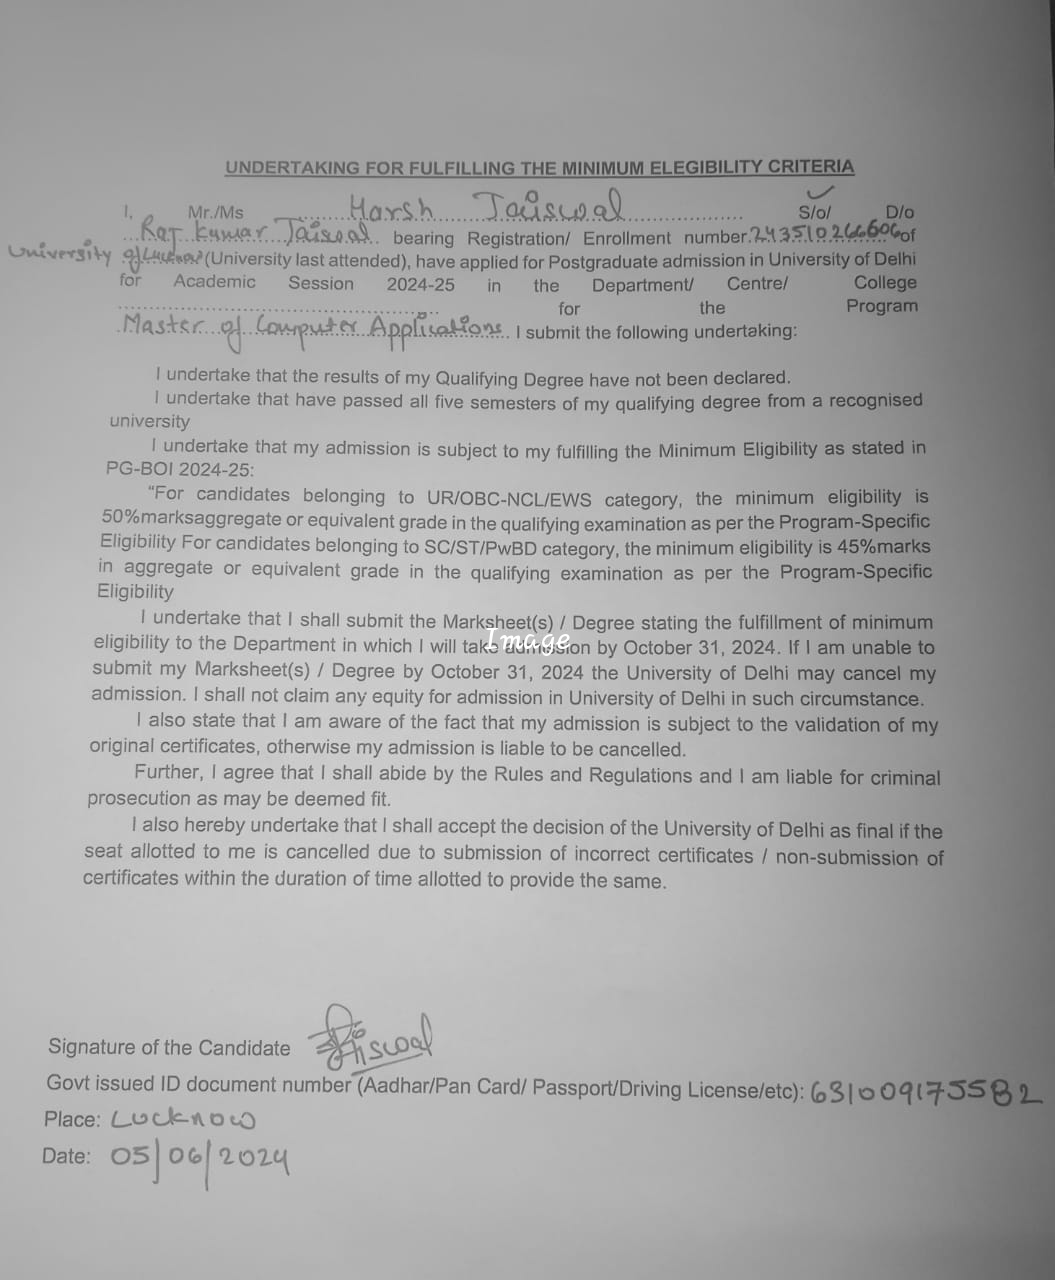 UNDERTAKING FOR FULFILLING THE MINIMUM ELEGIBILITY CRITERIA
I, Mr./Ms ......Harsh Jaiswal.................. S/o/ D/o
...Raj Kumar Jaiswal.. bearing Registration/ Enrollment number.243510266606of
University of Lucknow (University last attended), have applied for Postgraduate admission in University of Delhi
for Academic Session 2024-25 in the Department/ Centre/ College
................................................ for the Program
.Master of Computer Applications. I submit the following undertaking:
I undertake that the results of my Qualifying Degree have not been declared.
I undertake that have passed all five semesters of my qualifying degree from a recognised
university
I undertake that my admission is subject to my fulfilling the Minimum Eligibility as stated in
PG-BOI 2024-25:
“For candidates belonging to UR/OBC-NCL/EWS category, the minimum eligibility is
50%marksaggregate or equivalent grade in the qualifying examination as per the Program-Specific
Eligibility For candidates belonging to SC/ST/PwBD category, the minimum eligibility is 45%marks
in aggregate or equivalent grade in the qualifying examination as per the Program-Specific
Eligibility
I undertake that I shall submit the Marksheet(s) / Degree stating the fulfillment of minimum
eligibility to the Department in which I will take admission by October 31, 2024. If I am unable to
Image
submit my Marksheet(s) / Degree by October 31, 2024 the University of Delhi may cancel my
admission. I shall not claim any equity for admission in University of Delhi in such circumstance.
I also state that I am aware of the fact that my admission is subject to the validation of my
original certificates, otherwise my admission is liable to be cancelled.
Further, I agree that I shall abide by the Rules and Regulations and I am liable for criminal
prosecution as may be deemed fit.
I also hereby undertake that I shall accept the decision of the University of Delhi as final if the
seat allotted to me is cancelled due to submission of incorrect certificates / non-submission of
certificates within the duration of time allotted to provide the same.
Signature of the Candidate
Govt issued ID document number (Aadhar/Pan Card/ Passport/Driving License/etc): 631009175582
Place: Lucknow
Date: 05/06/2024